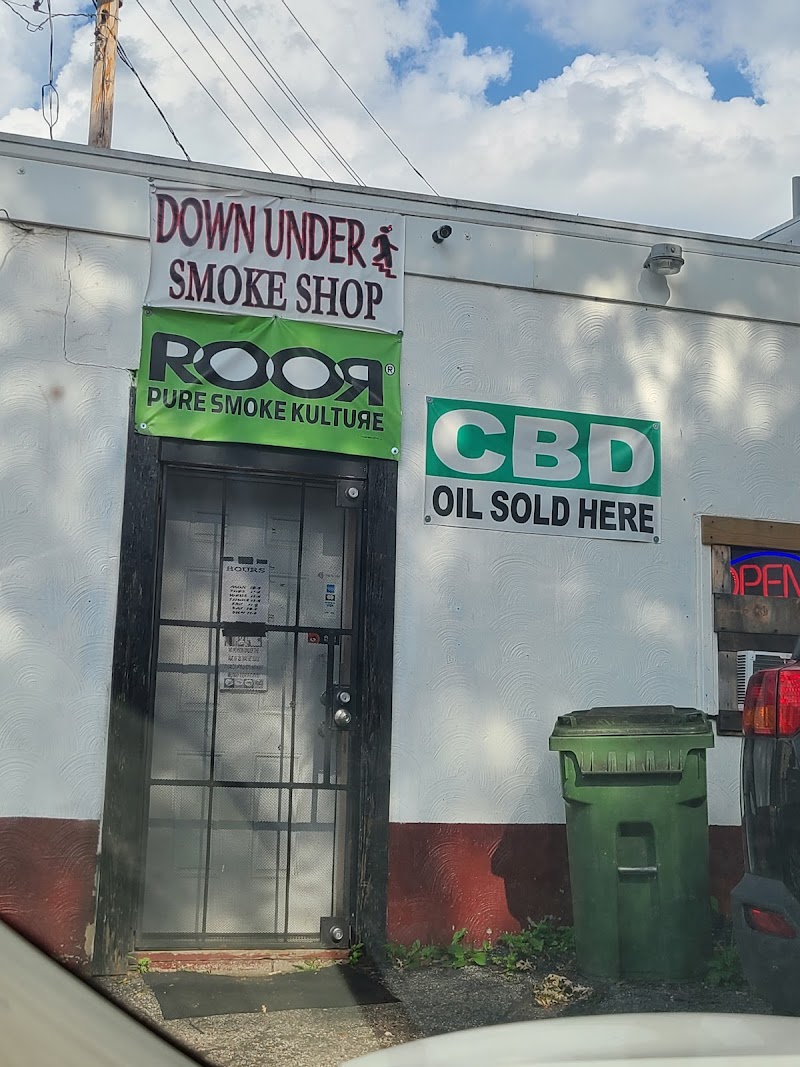 DOWN UNDER
SMOKE SHOP
ROOR®
PURE SMOKE KULTURE
CBD
OIL SOLD HERE
HOURS
OPEN